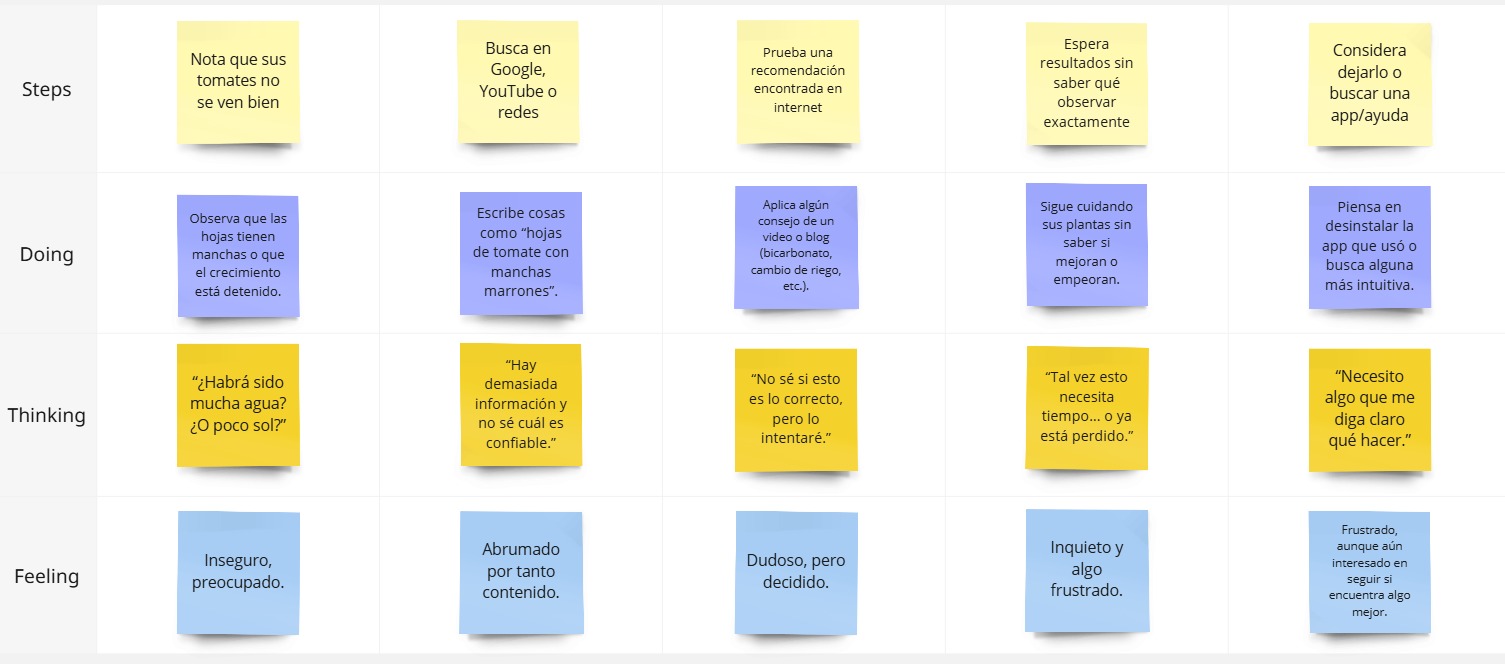 Steps
Nota que sus
tomates no
se ven bien
Busca en
Google,
YouTube o
redes
Prueba una
recomendación
encontrada en
internet
Espera
resultados sin
saber qué
observar
exactamente
Considera
dejarlo o
buscar una
app/ayuda
Doing
Observa que las
hojas tienen
manchas o que
el crecimiento
está detenido.
Escribe cosas
como “hojas
de tomate con
manchas
marrones”.
Aplica algún
consejo de un
video o blog
(bicarbonato,
cambio de riego,
etc.).
Sigue cuidando
sus plantas sin
saber si
mejoran o
empeoran.
Piensa en
desinstalar la
app que usó o
busca alguna
más intuitiva.
Thinking
“¿Habrá sido
mucha agua?
¿O poco sol?”
“Hay
demasiada
información y
no sé cuál es
confiable.”
“No sé si esto
es lo correcto,
pero lo
intentaré.”
“Tal vez esto
necesita
tiempo... o ya
está perdido.”
“Necesito
algo que me
diga claro
qué hacer.”
Feeling
Inseguro,
preocupado.
Abrumado
por tanto
contenido.
Dudoso, pero
decidido.
Inquieto y
algo
frustrado.
Frustrado,
aunque aún
interesado en
seguir si
encuentra algo
mejor.